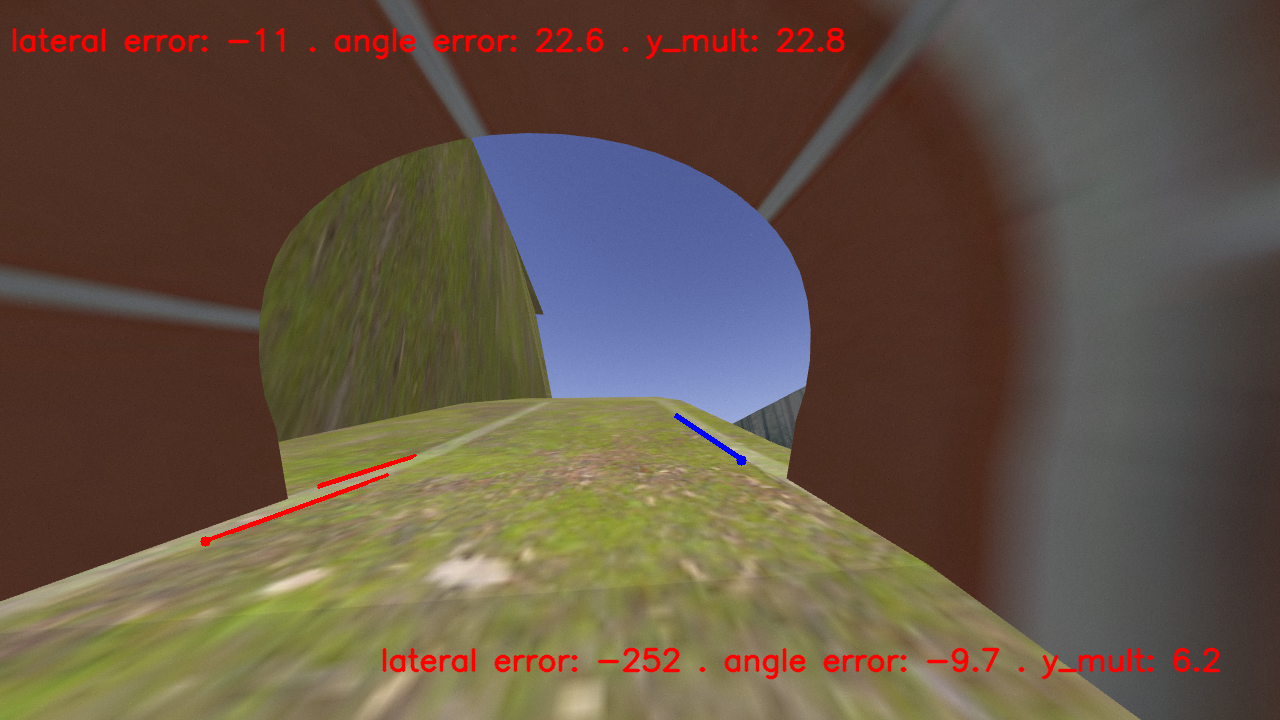 lateral error: -11 . angle error: 22.6 . y_mult: 22.8
lateral error: -252 . angle error: -9.7 . y_mult: 6.2